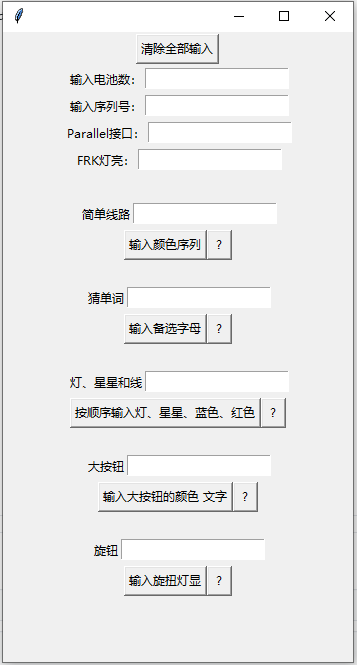 清除全部输入
输入电池数：
输入序列号：
Parallel接口：
FRK灯亮：
简单线路
输入颜色序列 ?
猜单词
输入备选字母 ?
灯、星星和线
按顺序输入灯、星星、蓝色、红色 ?
大按钮
输入大按钮的颜色 文字 ?
旋钮
输入旋扭灯显 ?